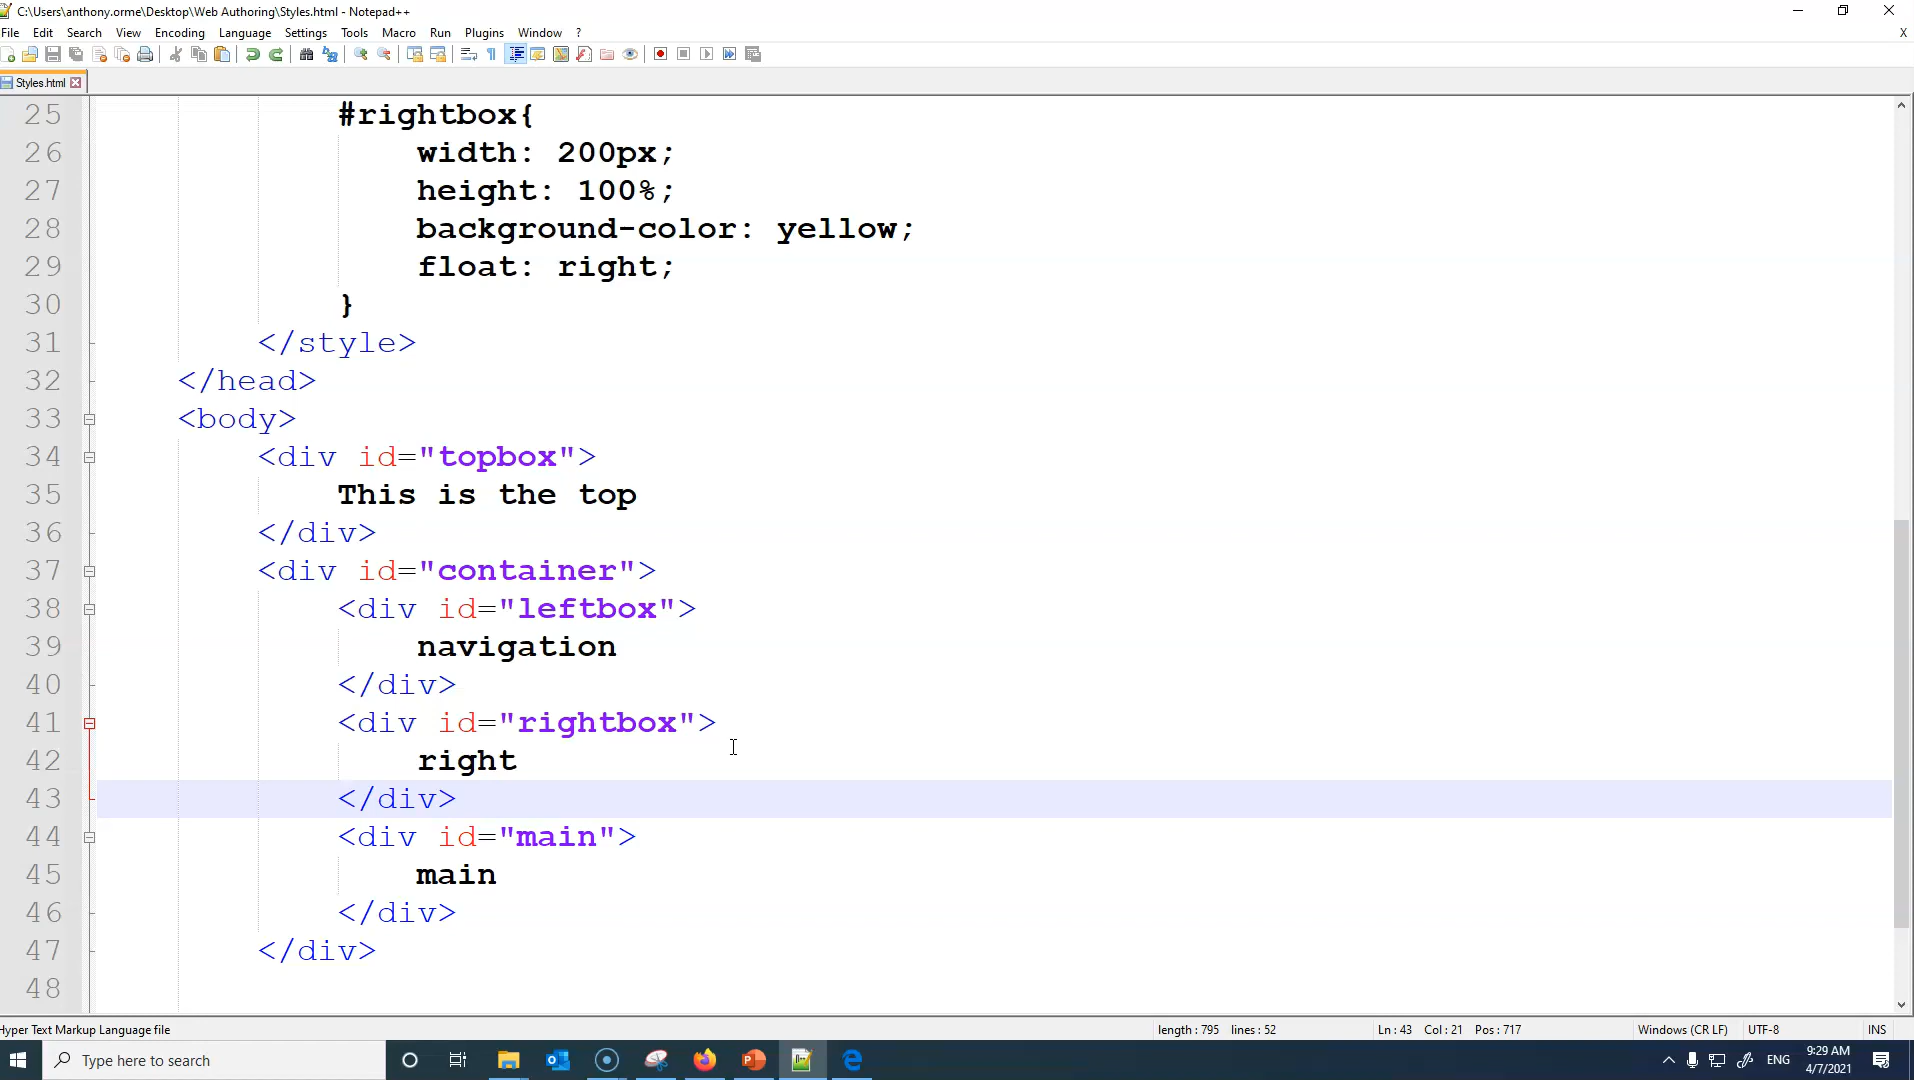 C:\Users\anthony.orme\Desktop\Web Authoring\Styles.html - Notepad++
File Edit Search View Encoding Language Settings Tools Macro Run Plugins Window ? X
Styles.html
25 #rightbox{
26 width: 200px;
27 height: 100%;
28 background-color: yellow;
29 float: right;
30 }
31 </style>
32 </head>
33 <body>
34 <div id="topbox">
35 This is the top
36 </div>
37 <div id="container">
38 <div id="leftbox">
39 navigation
40 </div>
41 <div id="rightbox">
42 right
43 </div>
44 <div id="main">
45 main
46 </div>
47 </div>
48
Hyper Text Markup Language file length : 795 lines : 52 Ln : 43 Col : 21 Pos : 717 Windows (CR LF) UTF-8 INS
Type here to search ENG 9:29 AM
4/7/2021